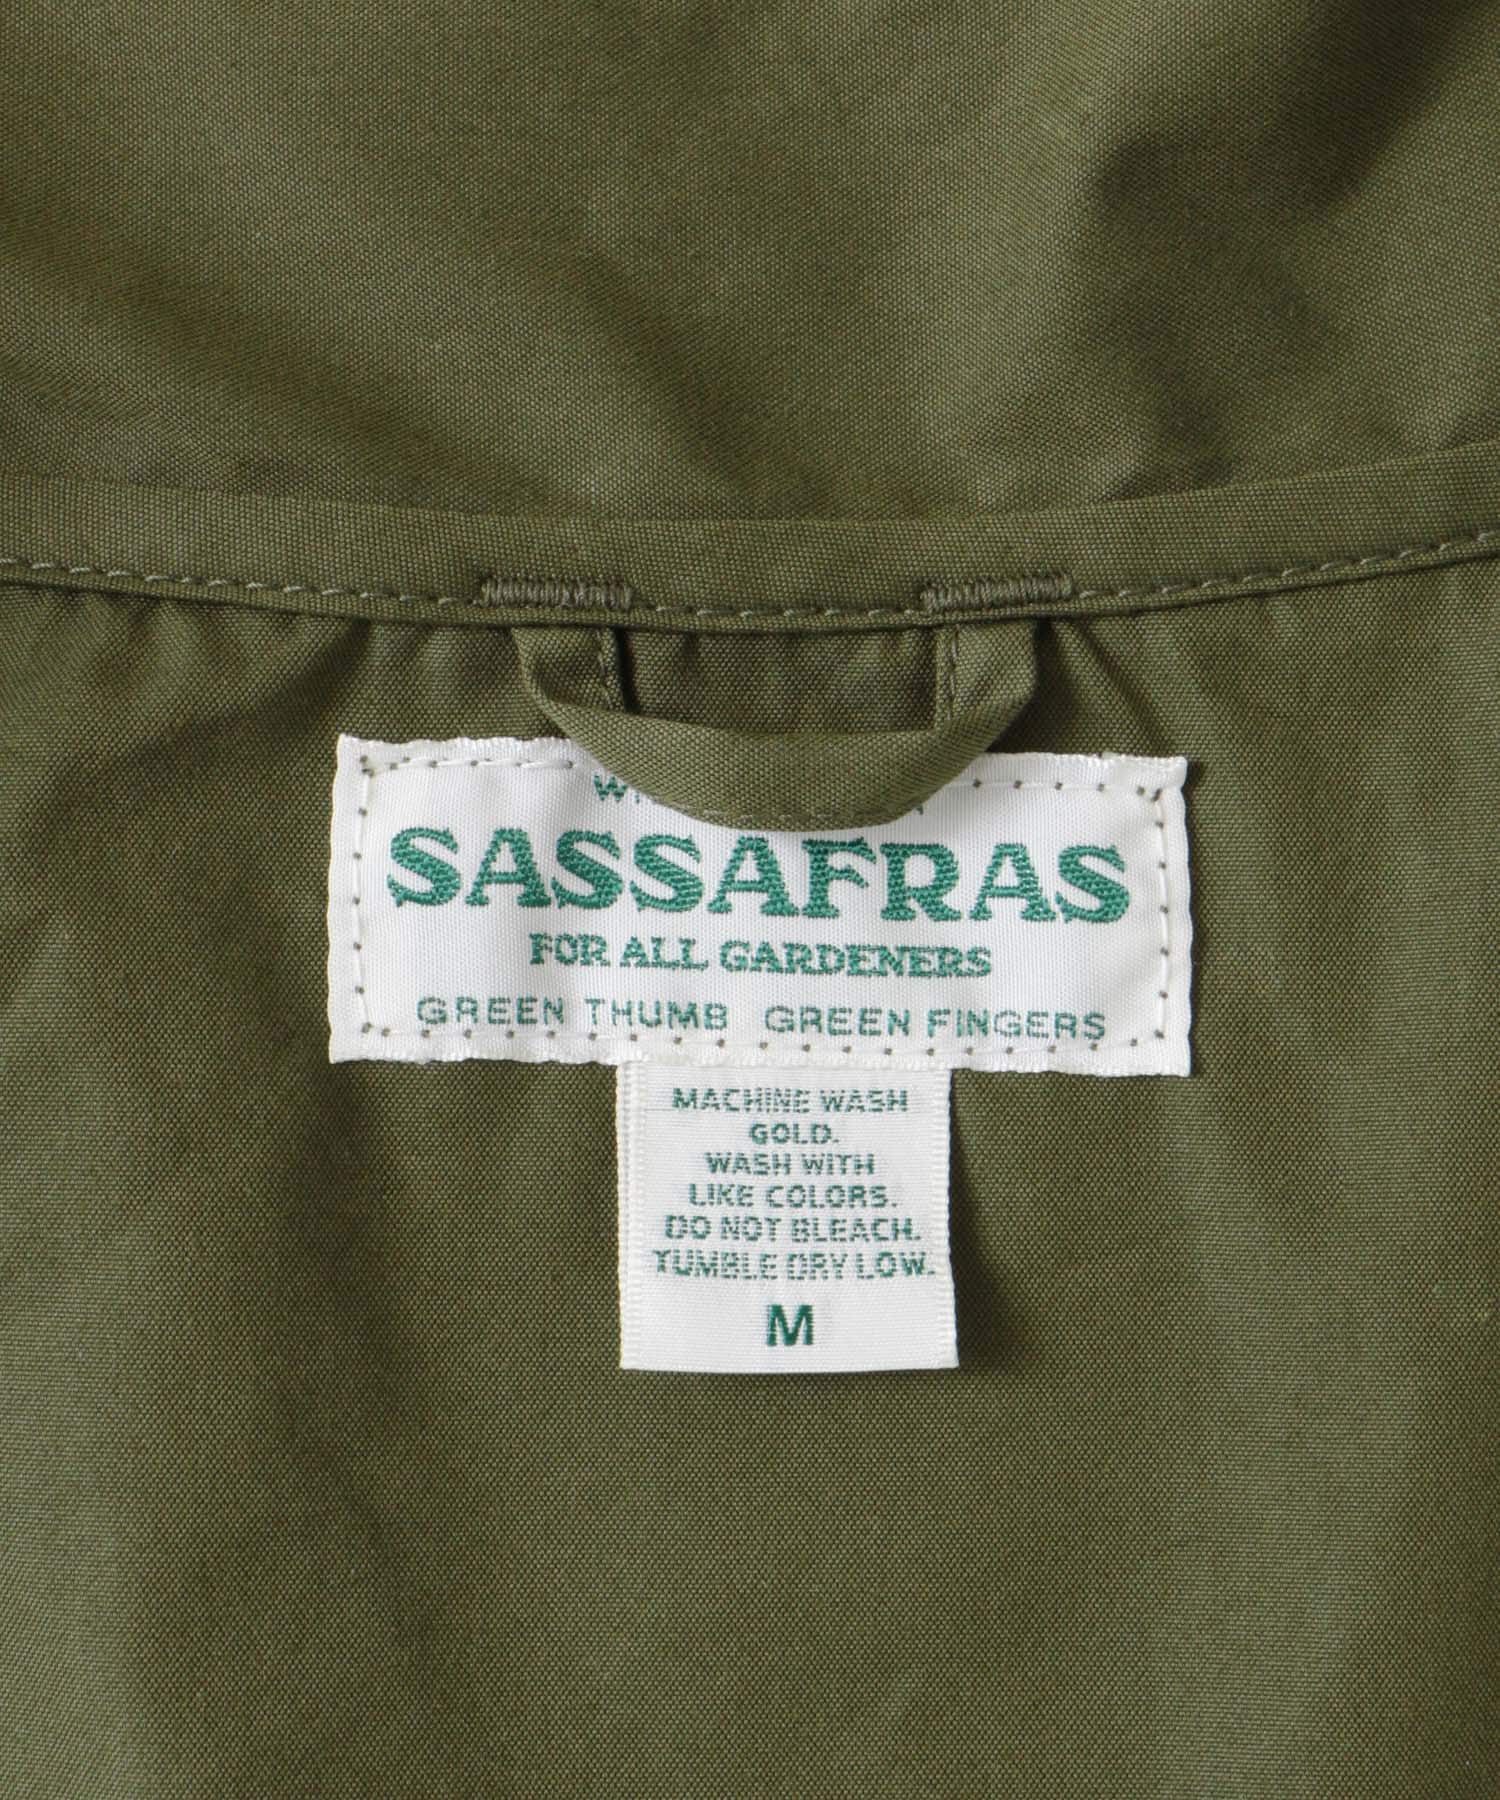 SASSAFRAS
FOR ALL GARDENERS
GREEN THUMB GREEN FINGERS
MACHINE WASH
GOLD.
WASH WITH
LIKE COLORS.
DO NOT BLEACH.
TUMBLE DRY LOW.
M